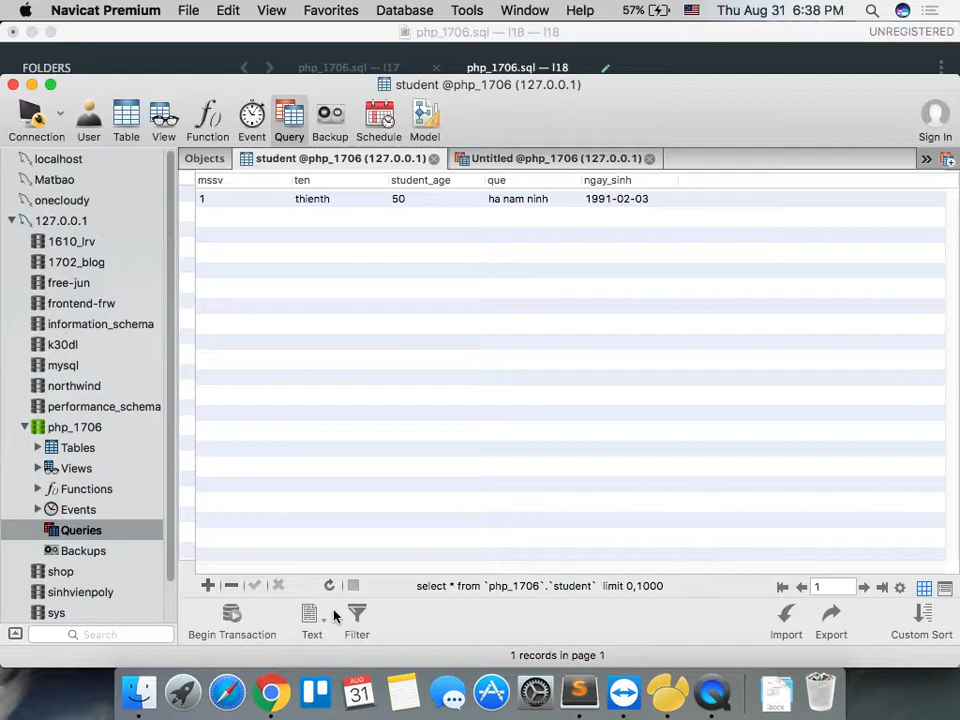 Navicat Premium File Edit View Favorites Database Tools Window Help 57% Thu Aug 31 6:38 PM
php_1706.sql — l18 — l18 UNREGISTERED
FOLDERS php_1706.sql — l17 php_1706.sql — l18
student @php_1706 (127.0.0.1)
Connection User Table View Function Event Query Backup Schedule Model Sign In
Objects student @php_1706 (127.0.0.1) Untitled @php_1706 (127.0.0.1)
mssv ten student_age que ngay_sinh
1 thienth 50 ha nam ninh 1991-02-03
localhost
Matbao
onecloudy
127.0.0.1
1610_lrv
1702_blog
free-jun
frontend-frw
information_schema
k30dl
mysql
northwind
performance_schema
php_1706
Tables
Views
Functions
Events
Queries
Backups
shop
sinhvienpoly
sys
Search
select * from `php_1706`.`student` limit 0,1000 1
Begin Transaction Text Filter Import Export Custom Sort
1 records in page 1
AUG
31
DOCX